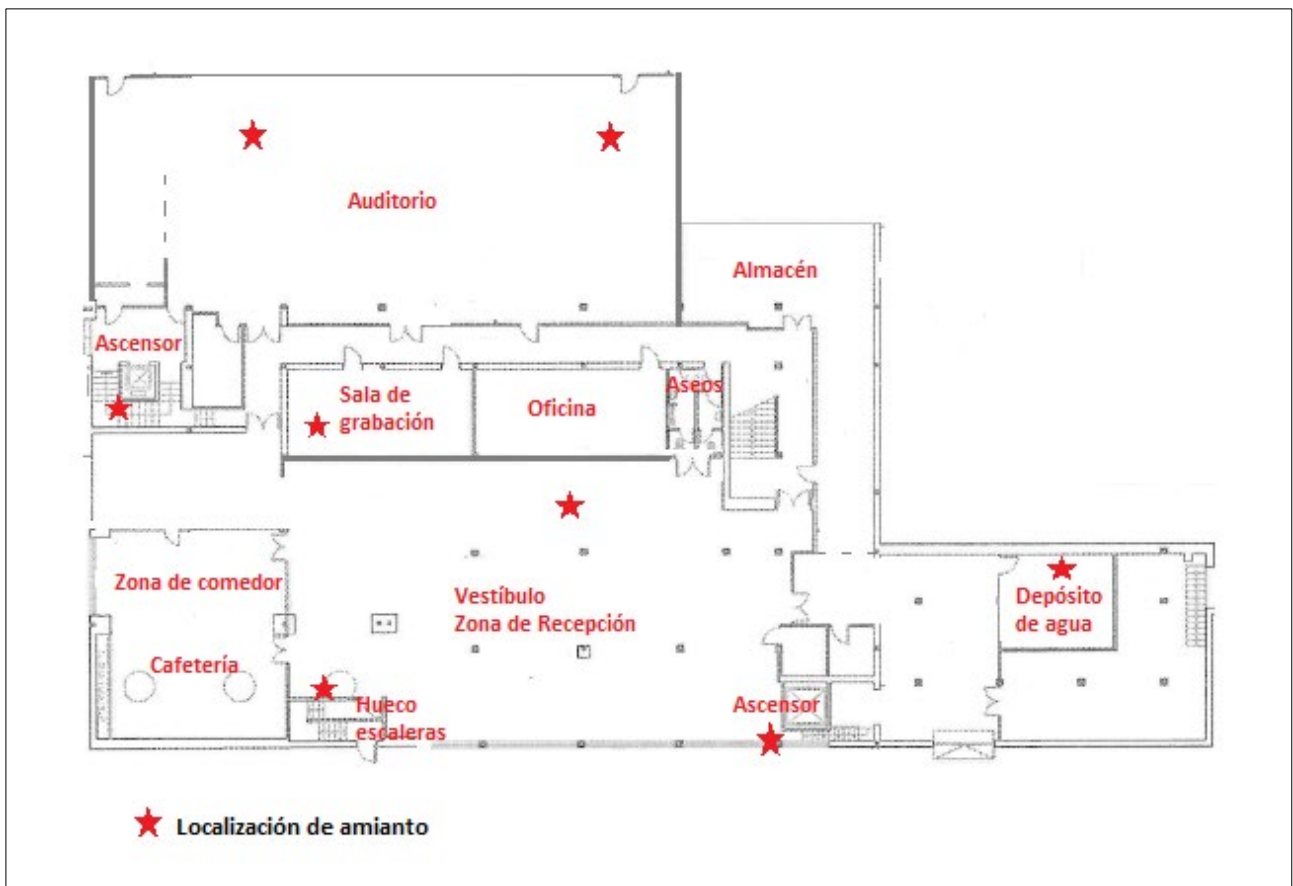 Auditorio
Almacén
Ascensor
Sala de
grabación
Oficina
Aseos
Zona de comedor
Vestíbulo
Zona de Recepción
Depósito
de agua
Cafetería
Hueco
escaleras
Ascensor
Localización de amianto